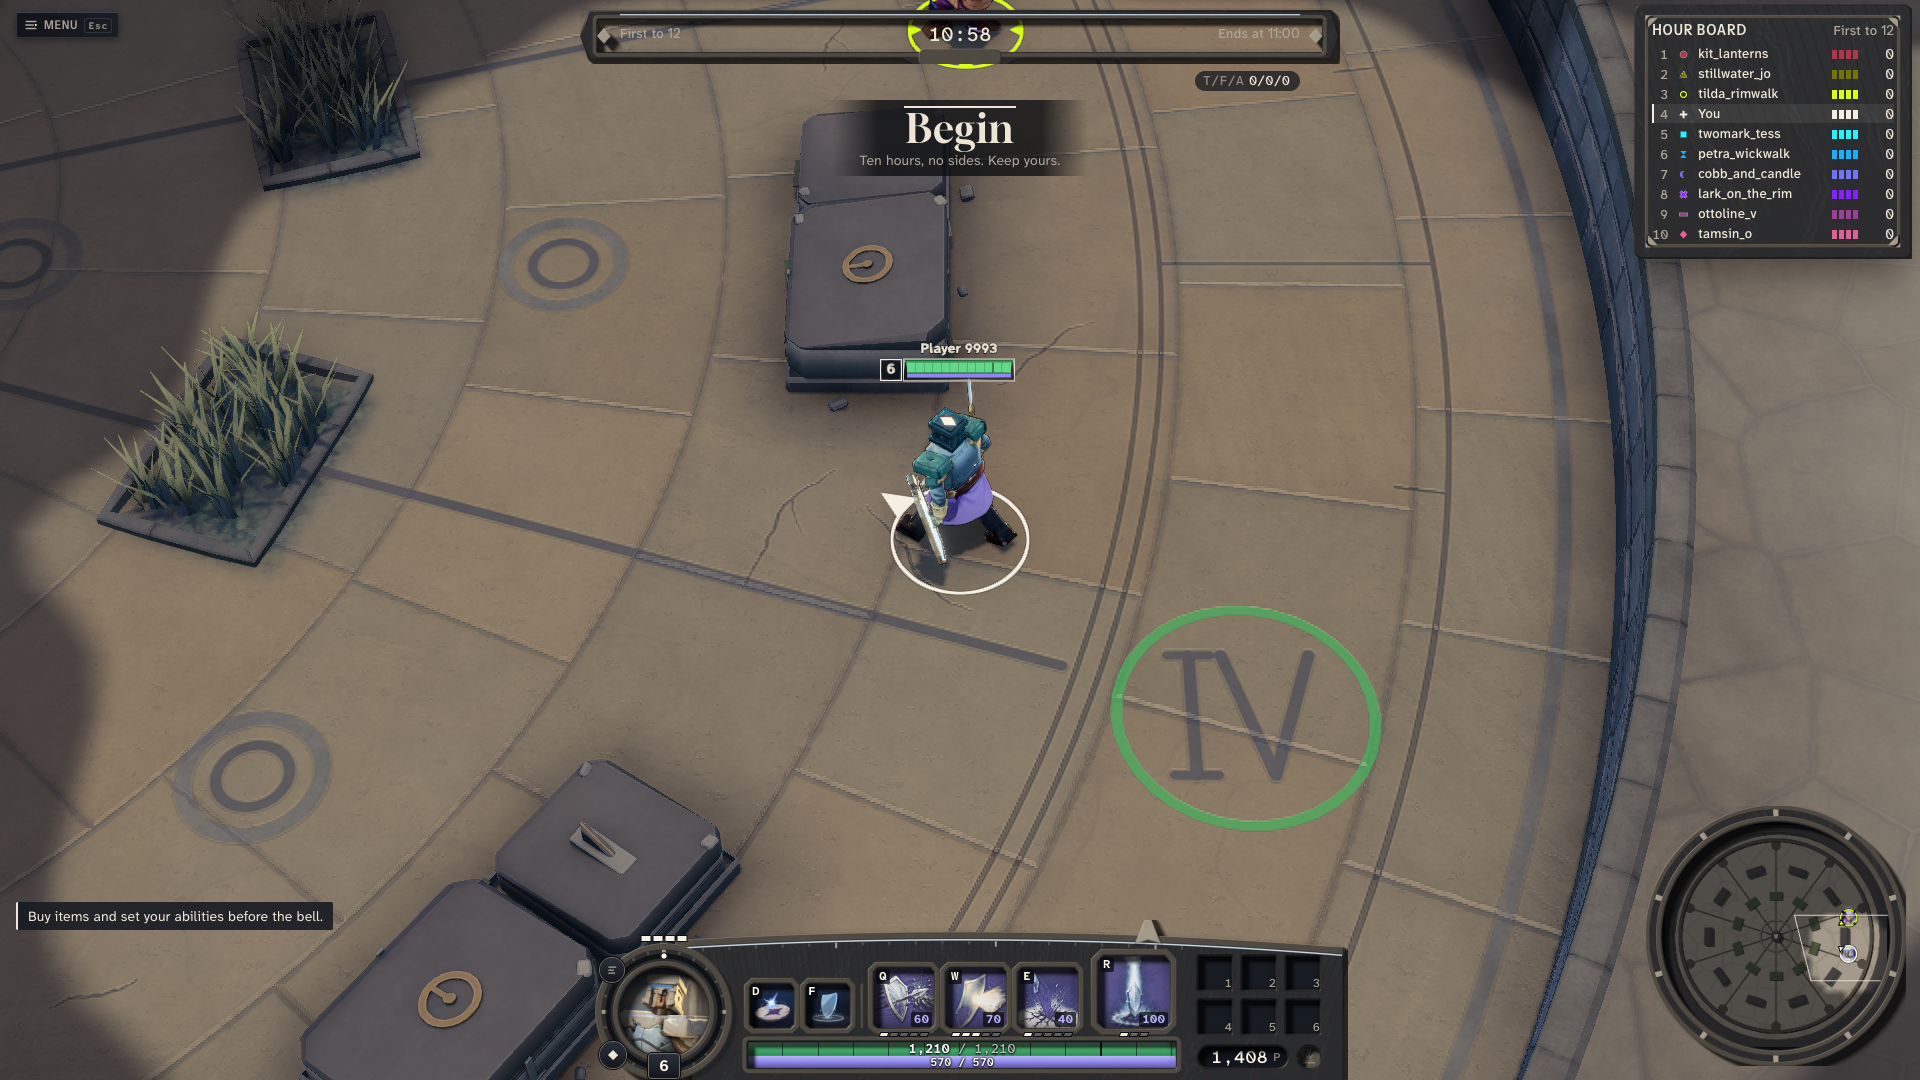 MENU Esc
First to 12
10:58
Ends at 11:00
T/F/A 0/0/0
Begin
Ten hours, no sides. Keep yours.
HOUR BOARD First to 12
1 kit_lanterns 0
2 stillwater_jo 0
3 tilda_rimwalk 0
4 You 0
5 twomark_tess 0
6 petra_wickwalk 0
7 cobb_and_candle 0
8 lark_on_the_rim 0
9 ottoline_v 0
10 tamsin_o 0
Player 9993
6
IV
Buy items and set your abilities before the bell.
D F Q 60 W 70 E 40 R 100
1 2 3
4 5 6
1,210 / 1,210
570 / 570
6
1,408 P